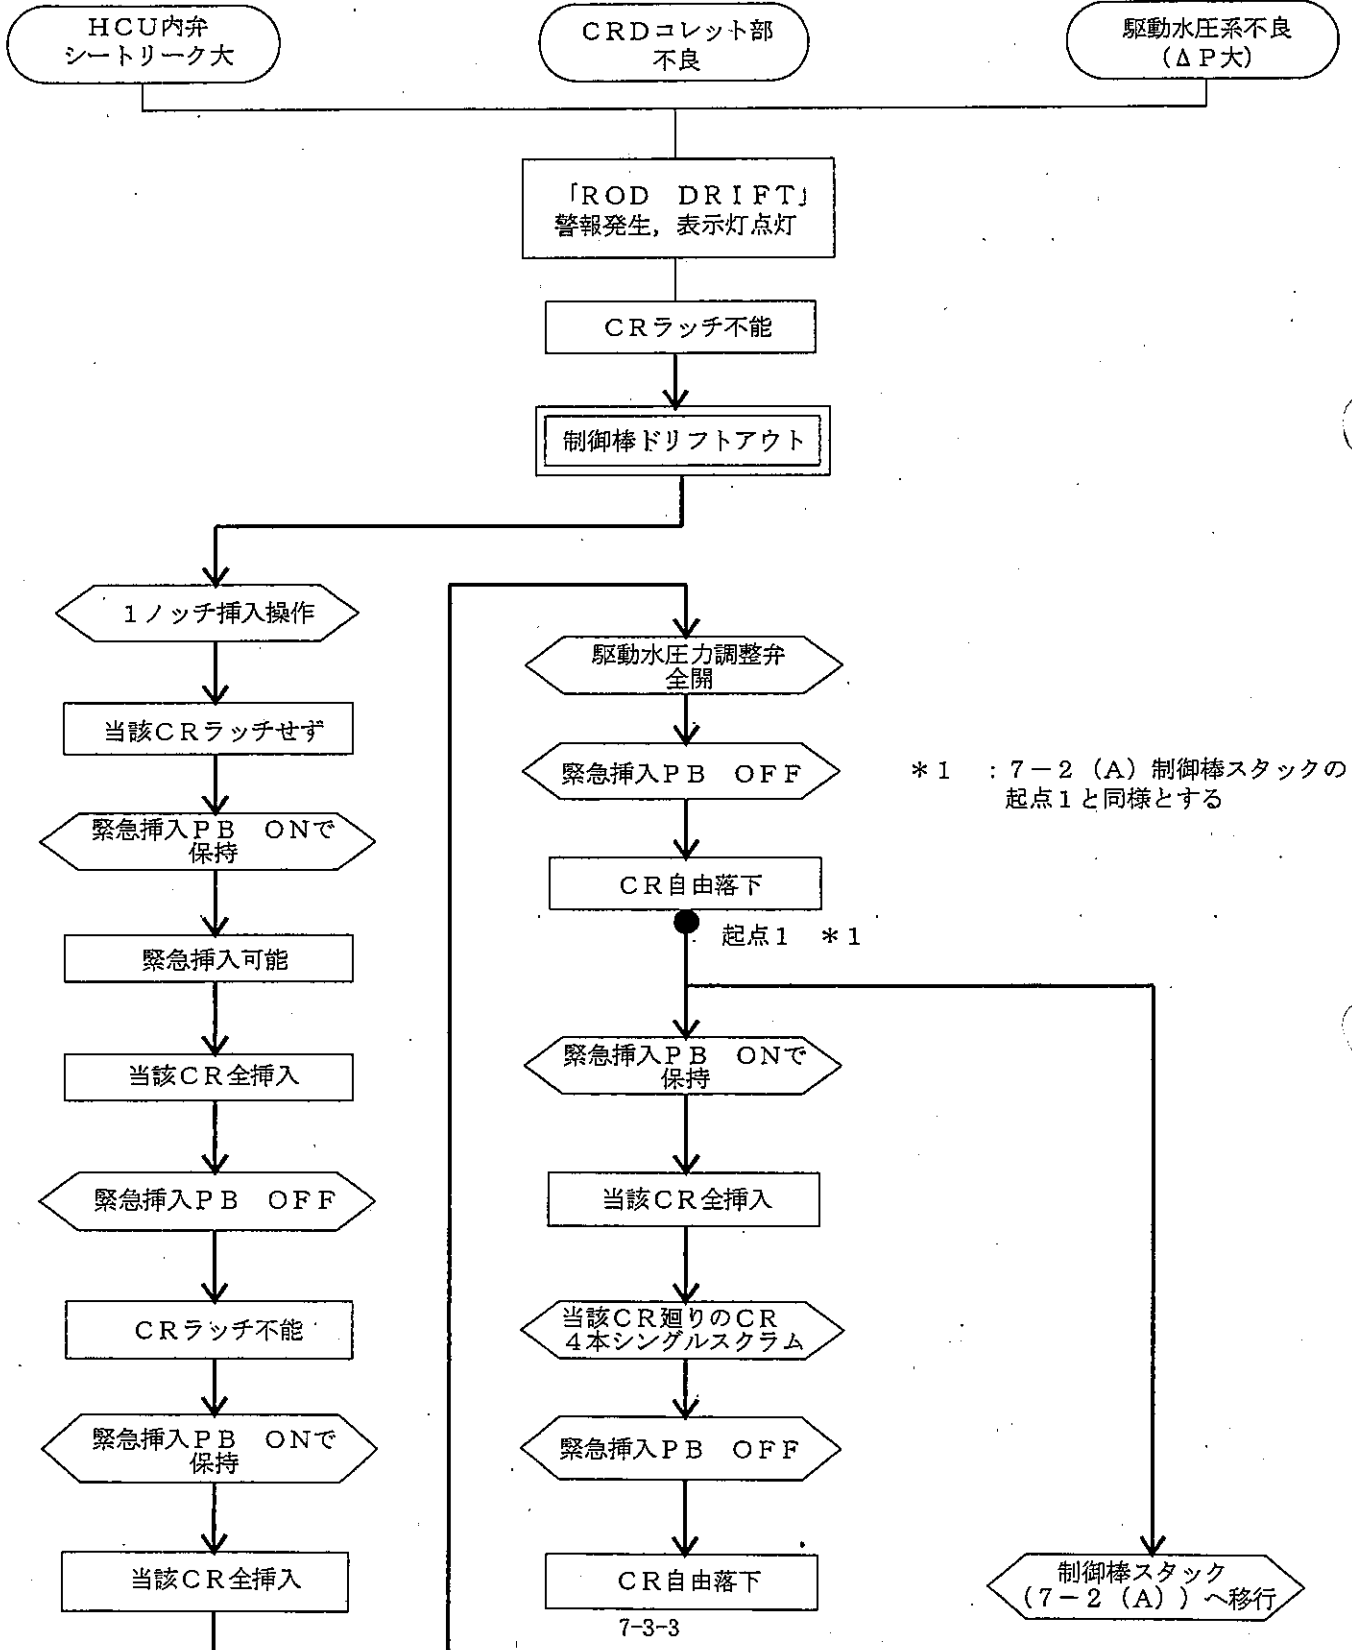 HCU内弁
シートリーク大
CRDコレット部
不良
駆動水圧系不良
(ΔP大)
「ROD DRIFT」
警報発生，表示灯点灯
CRラッチ不能
制御棒ドリフトアウト
1ノッチ挿入操作
当該CRラッチせず
緊急挿入PB ONで
保持
緊急挿入可能
当該CR全挿入
緊急挿入PB OFF
CRラッチ不能
緊急挿入PB ONで
保持
当該CR全挿入
駆動水圧力調整弁
全開
緊急挿入PB OFF
CR自由落下
起点1 *1
*1 ：7－2（A）制御棒スタックの
起点1と同様とする
緊急挿入PB ONで
保持
当該CR全挿入
当該CR廻りのCR
4本シングルスクラム
緊急挿入PB OFF
CR自由落下
制御棒スタック
(7－2（A）)へ移行
7-3-3